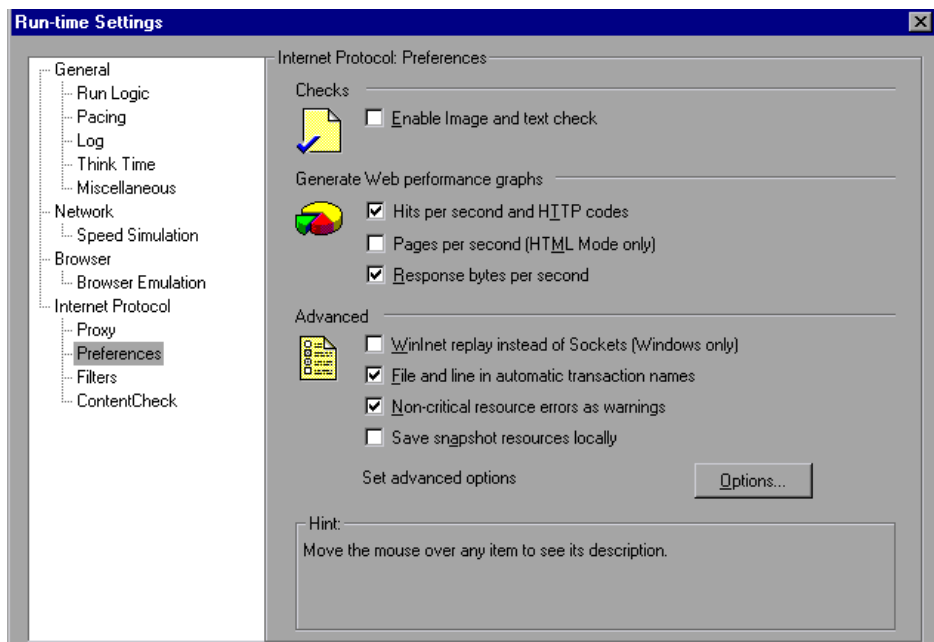 Run-time Settings
General
Run Logic
Pacing
Log
Think Time
Miscellaneous
Network
Speed Simulation
Browser
Browser Emulation
Internet Protocol
Proxy
Preferences
Filters
ContentCheck
Internet Protocol: Preferences
Checks
Enable Image and text check
Generate Web performance graphs
Hits per second and HTTP codes
Pages per second (HTML Mode only)
Response bytes per second
Advanced
WinInet replay instead of Sockets (Windows only)
File and line in automatic transaction names
Non-critical resource errors as warnings
Save snapshot resources locally
Set advanced options
Options...
Hint:
Move the mouse over any item to see its description.